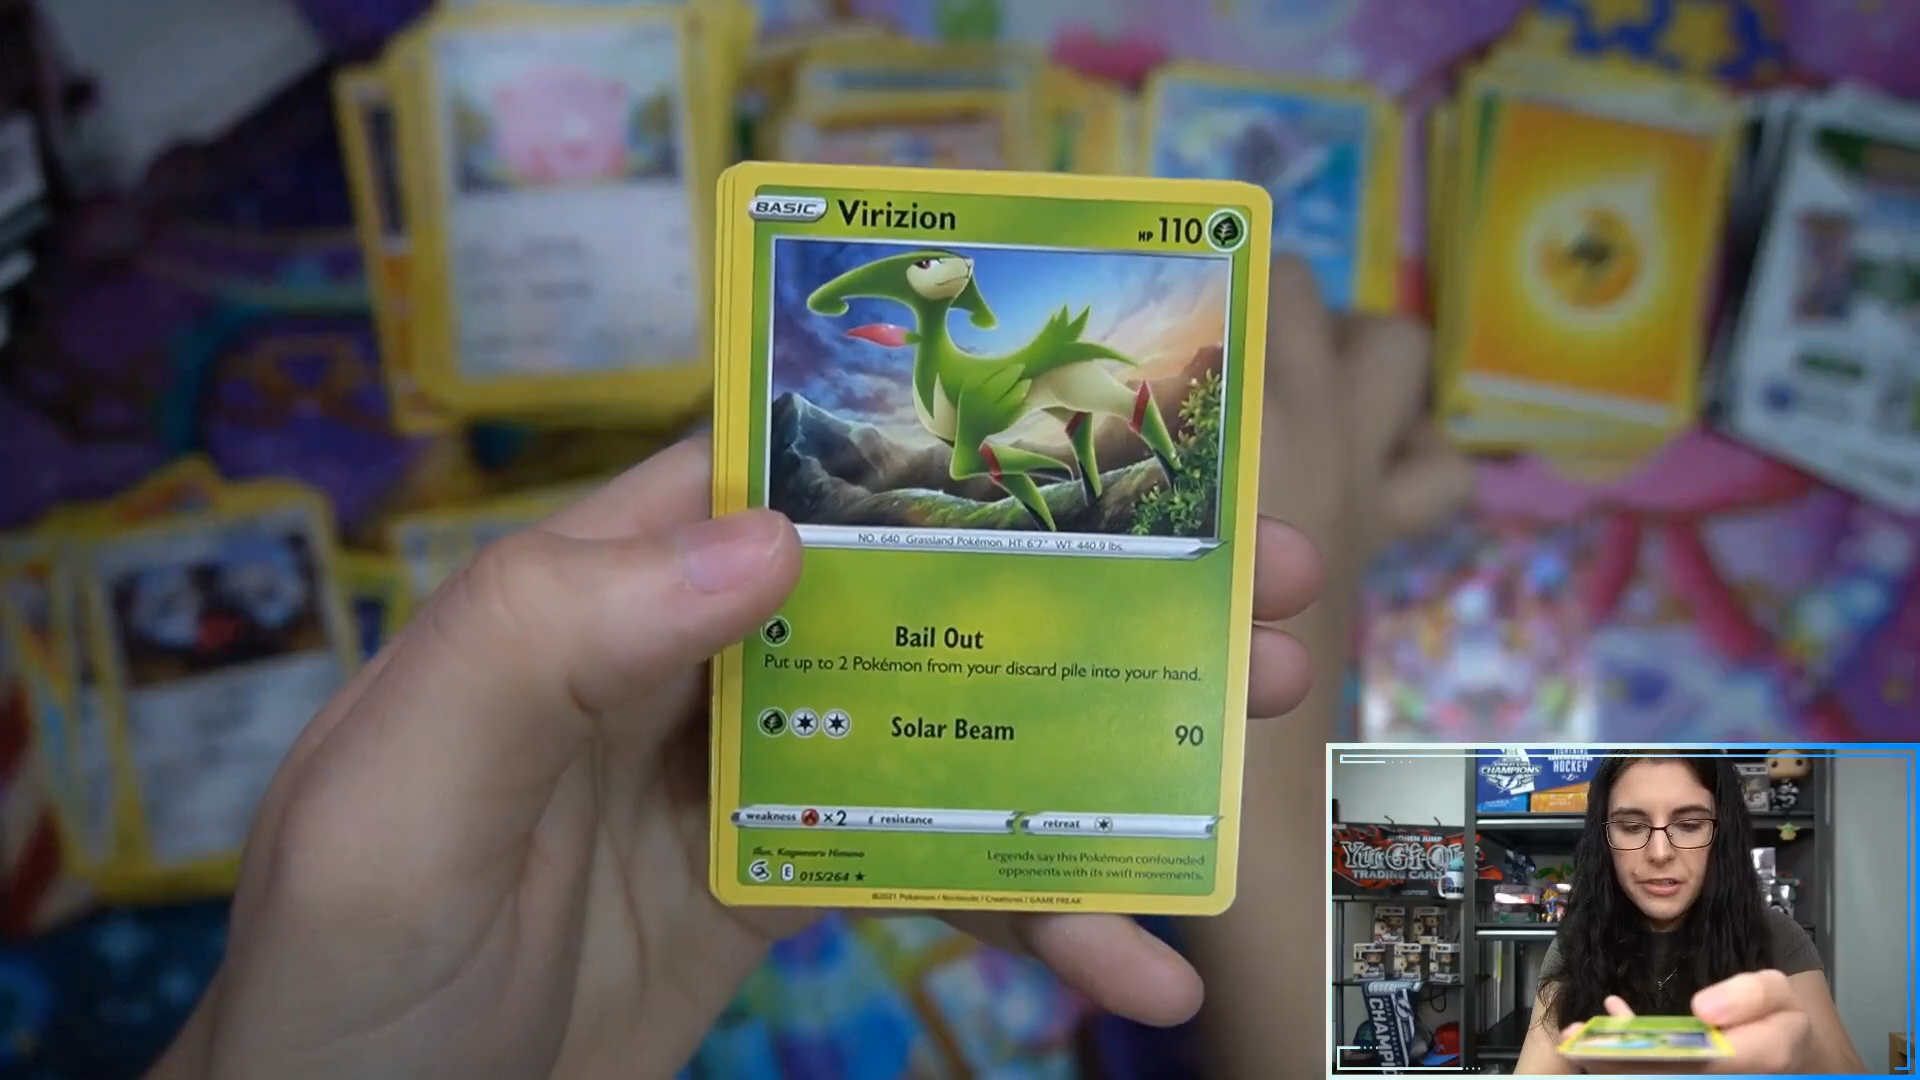 BASIC Virizion HP 110
NO. 640 Grassland Pokémon HT: 6'7" WT: 440.9 lbs.
Bail Out
Put up to 2 Pokémon from your discard pile into your hand.
Solar Beam 90
weakness ×2 resistance retreat
Illus. Kagemaru Himeno
Legends say this Pokémon confounded
opponents with its swift movements.
E 015/264
©2021 Pokémon / Nintendo / Creatures / GAME FREAK
CHAMPIONS
HOCKEY
SHONEN JUMP
Yu-Gi-Oh!
TRADING CARD